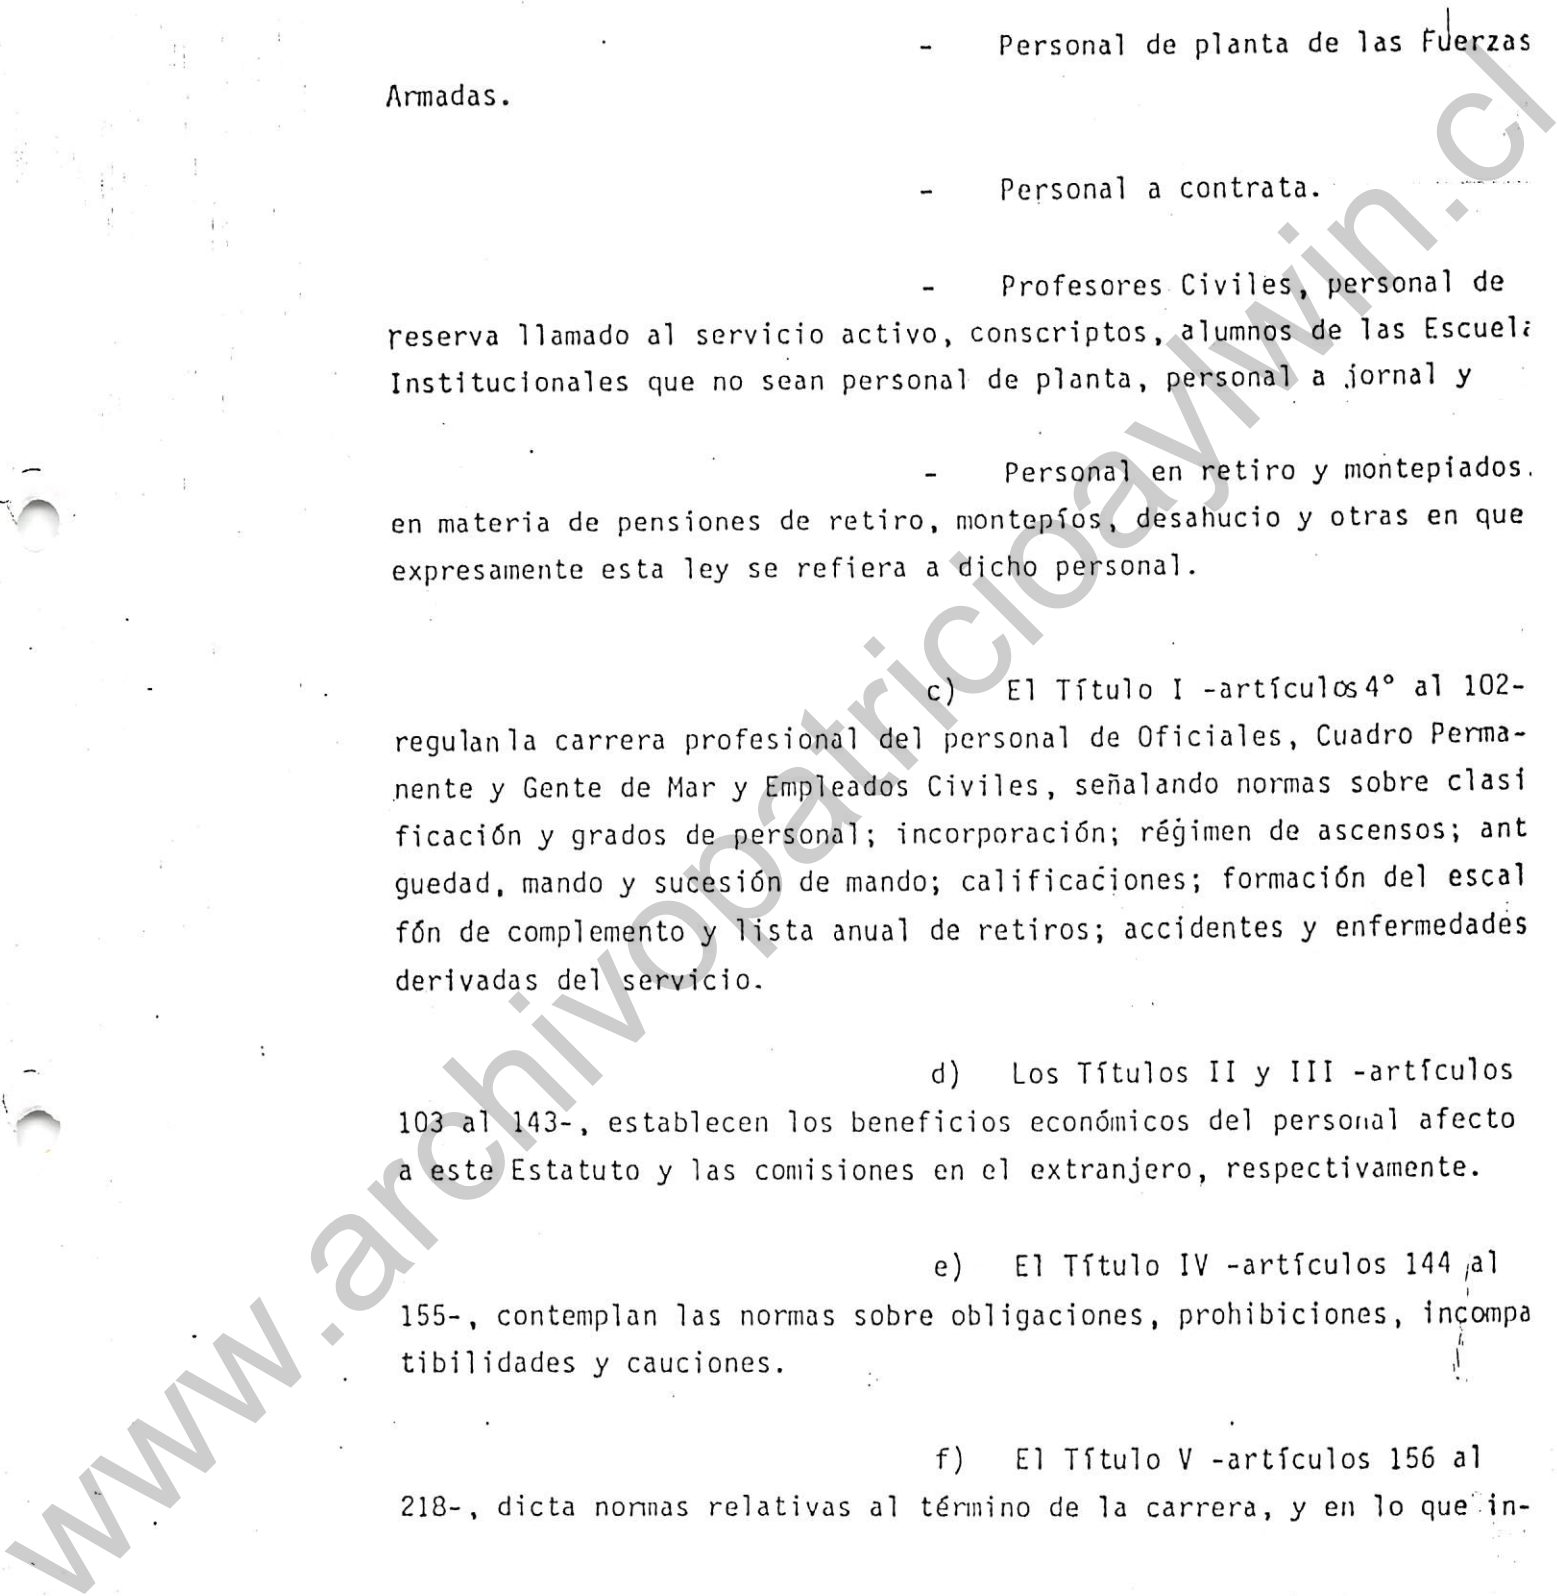 - Personal de planta de las Fuerzas
Armadas.
- Personal a contrata.
- Profesores Civiles, personal de
reserva llamado al servicio activo, conscriptos, alumnos de las Escuela
Institucionales que no sean personal de planta, personal a jornal y
- Personal en retiro y montepiados.
en materia de pensiones de retiro, montepíos, desahucio y otras en que
expresamente esta ley se refiera a dicho personal.
c) El Título I -artículos 4° al 102-
regulan la carrera profesional del personal de Oficiales, Cuadro Perma-
nente y Gente de Mar y Empleados Civiles, señalando normas sobre clasi
ficación y grados de personal; incorporación; régimen de ascensos; ant
guedad, mando y sucesión de mando; calificaciones; formación del escal
fón de complemento y lista anual de retiros; accidentes y enfermedades
derivadas del servicio.
d) Los Títulos II y III -artículos
103 al 143-, establecen los beneficios económicos del personal afecto
a este Estatuto y las comisiones en el extranjero, respectivamente.
e) El Título IV -artículos 144 al
155-, contemplan las normas sobre obligaciones, prohibiciones, incompa
tibilidades y cauciones.
f) El Título V -artículos 156 al
218-, dicta normas relativas al término de la carrera, y en lo que in-
www.archivopatricioaylwin.cl